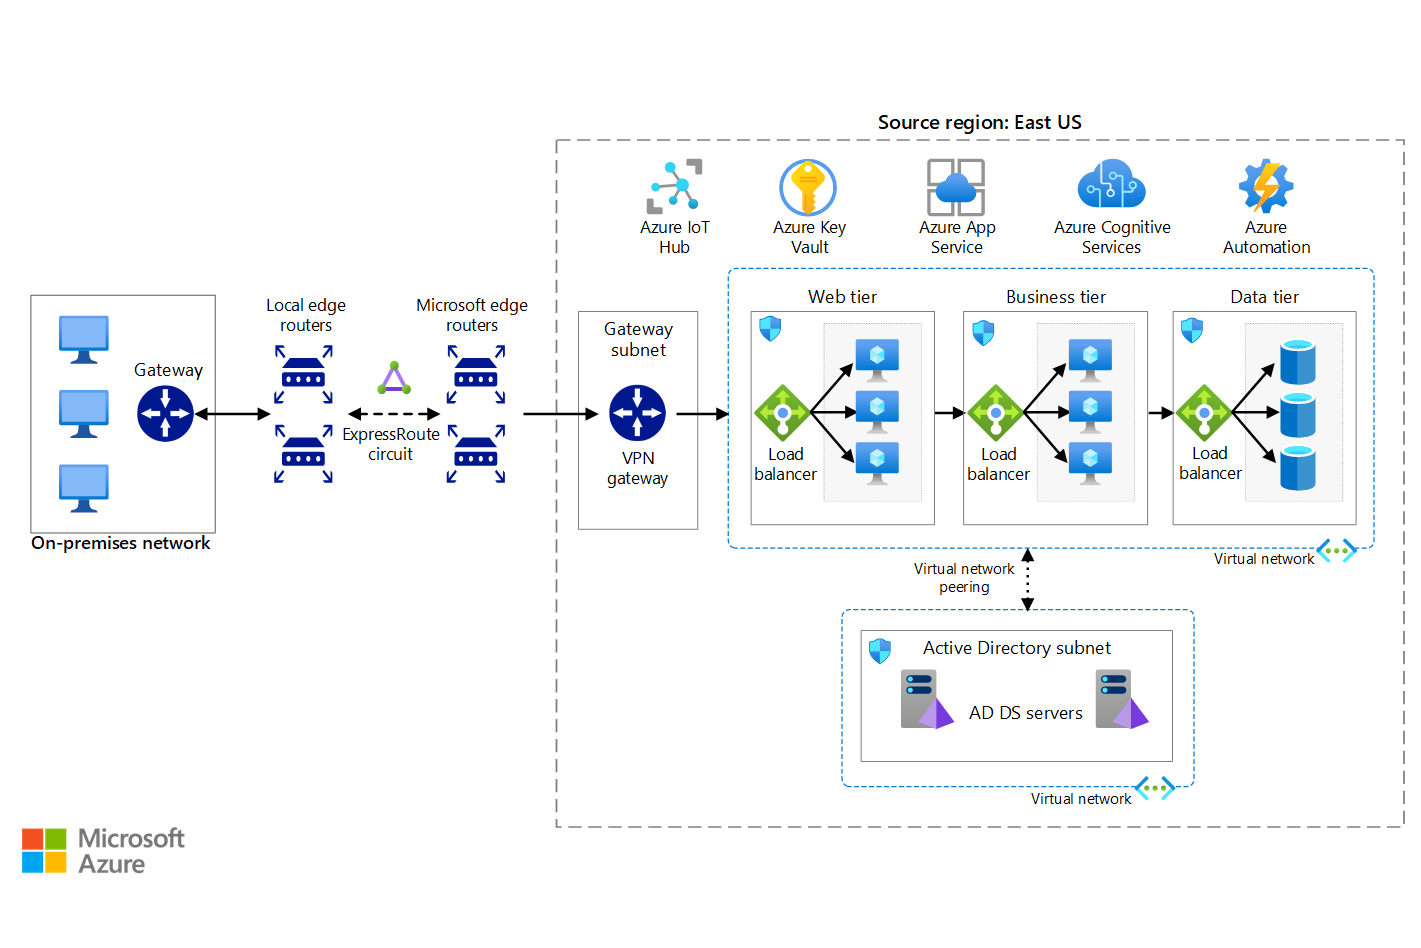 Source region: East US
Azure IoT
Hub
Azure Key
Vault
Azure App
Service
Azure Cognitive
Services
Azure
Automation
On-premises network
Gateway
Local edge
routers
Microsoft edge
routers
ExpressRoute
circuit
Gateway
subnet
VPN
gateway
Web tier
Load
balancer
Business tier
Load
balancer
Data tier
Load
balancer
Virtual network
Virtual network
peering
Active Directory subnet
AD DS servers
Virtual network
Microsoft
Azure